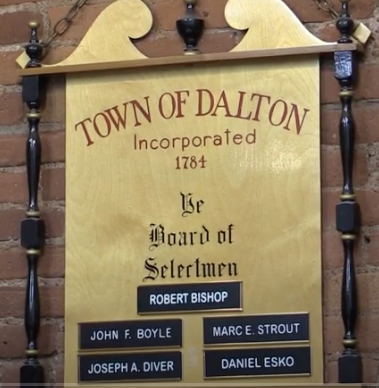 TOWN OF DALTON
Incorporated
1784
Ye
Board of
Selectmen
ROBERT BISHOP
JOHN F. BOYLE
MARC E. STROUT
JOSEPH A. DIVER
DANIEL ESKO